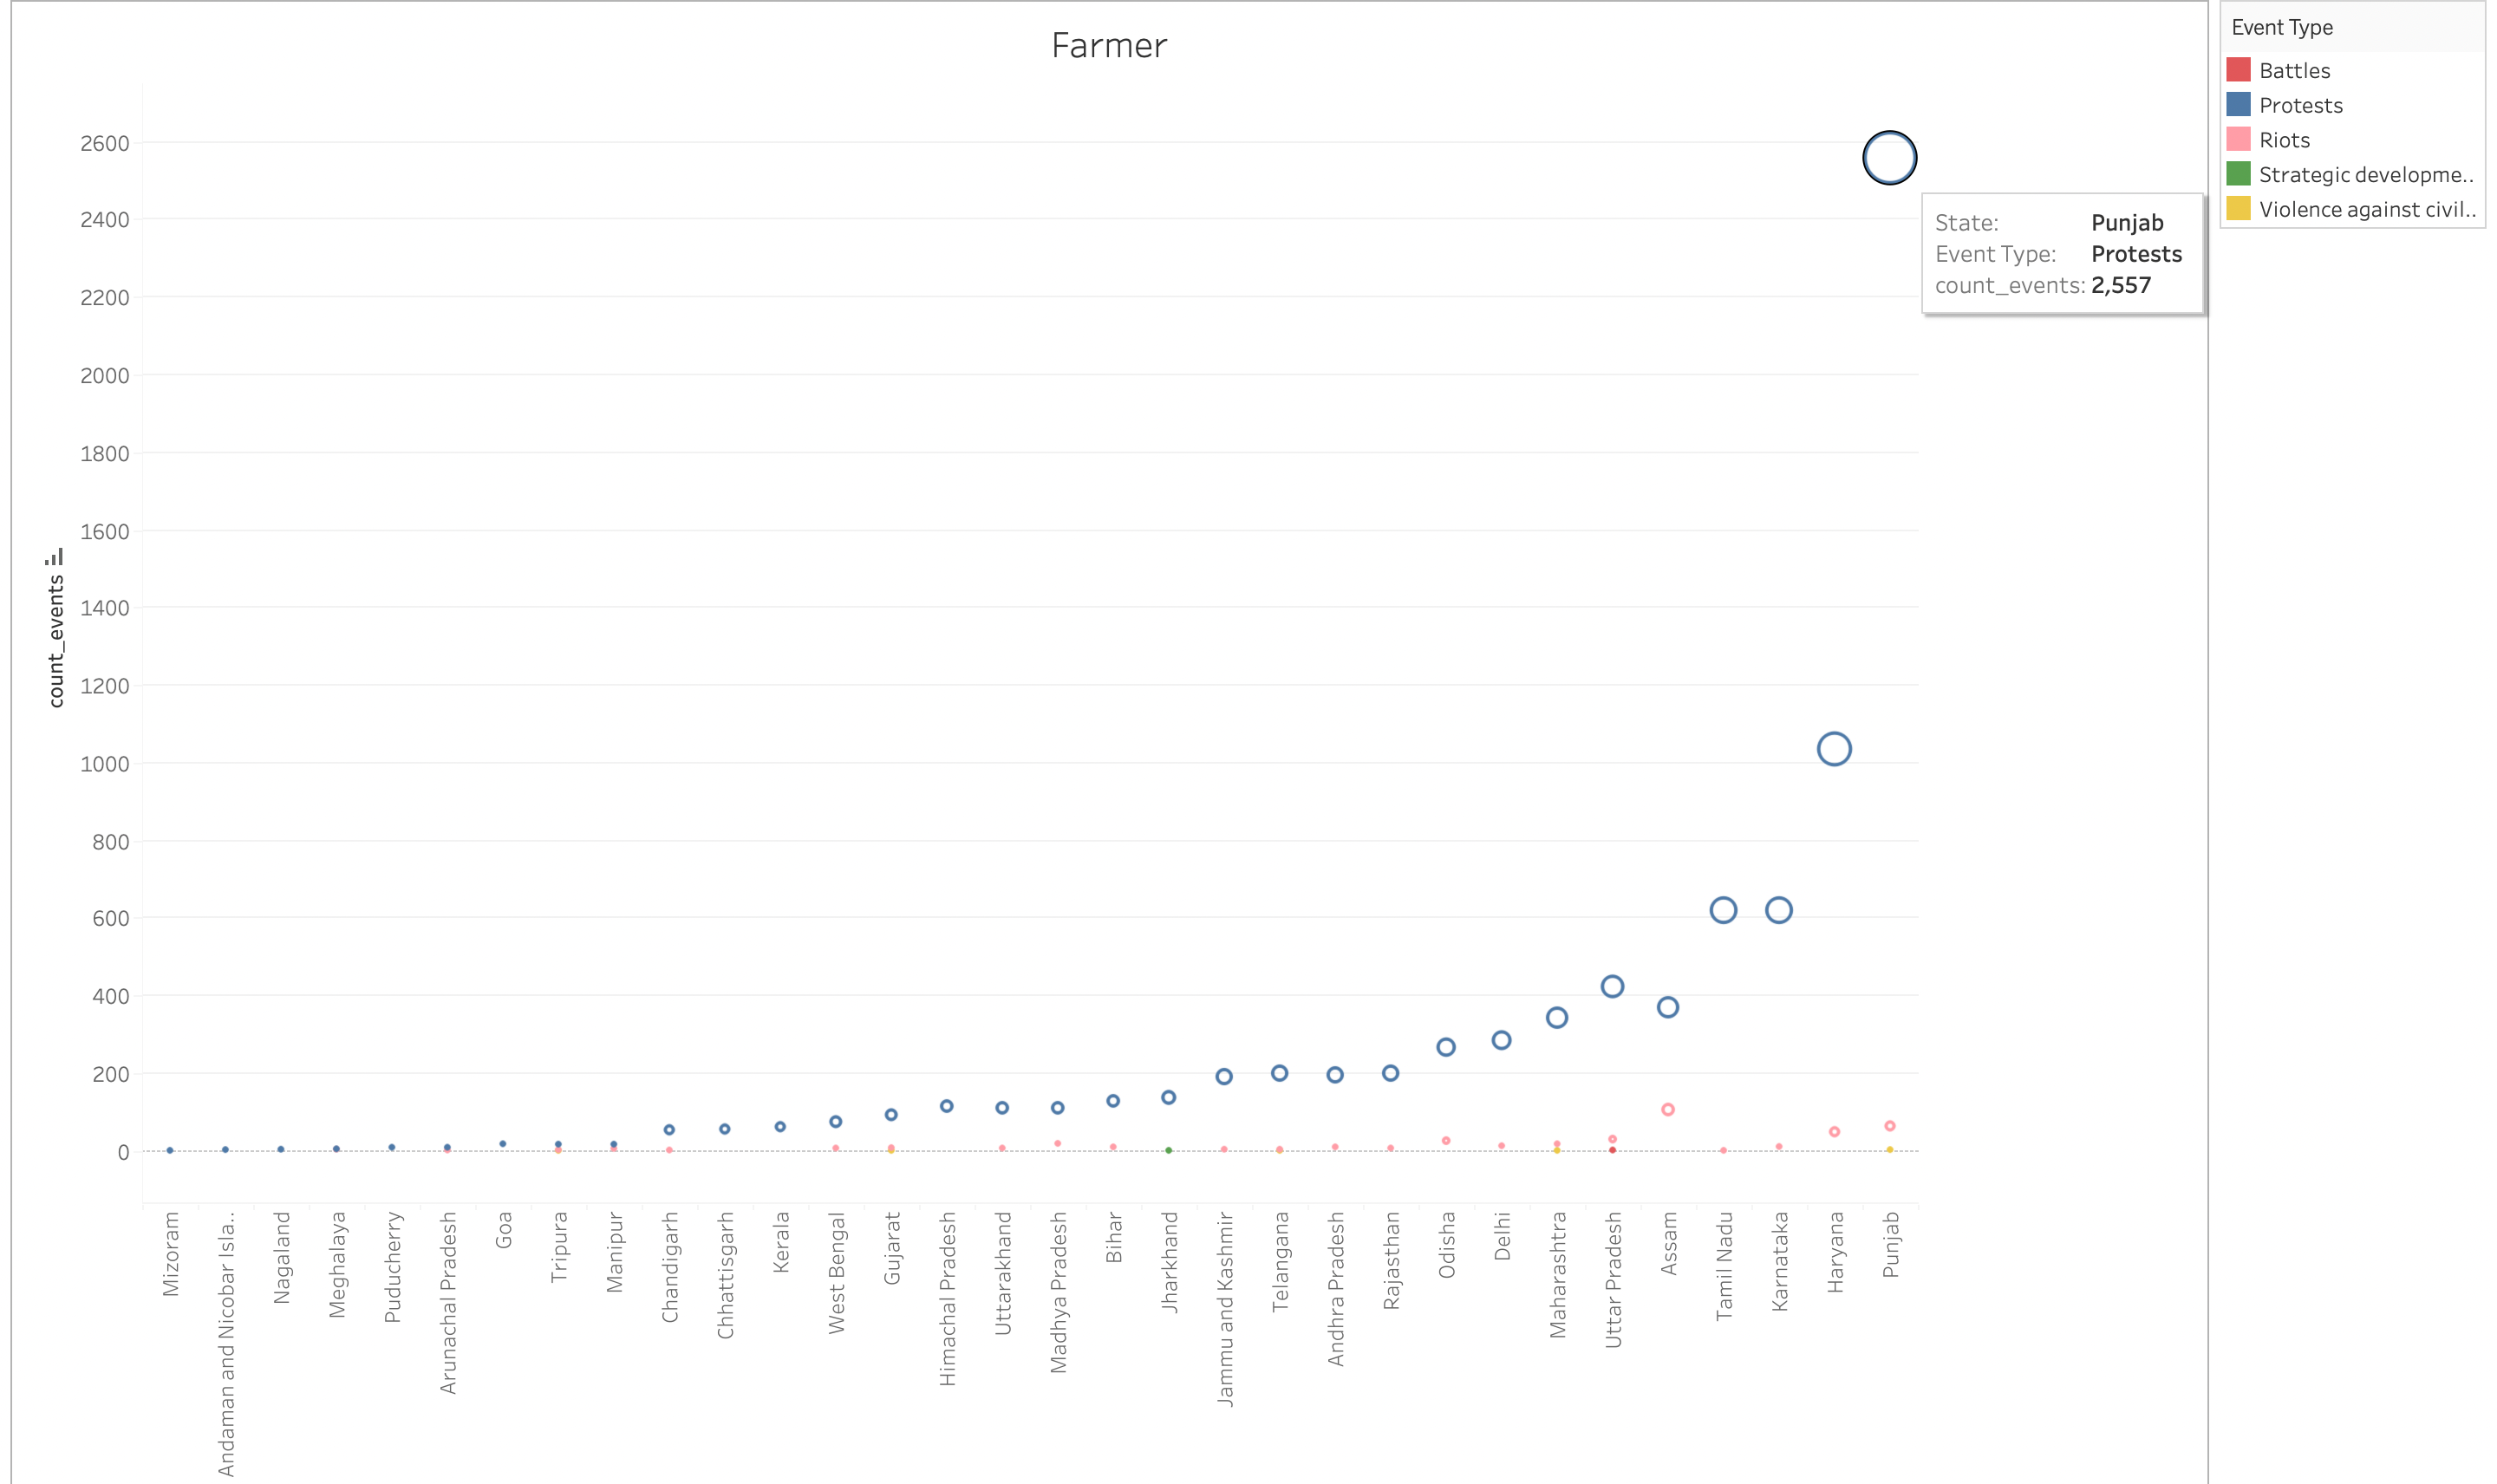 Farmer
Event Type
Battles
Protests
Riots
Strategic developme..
Violence against civil..
2600
2400
2200
2000
1800
1600
1400
1200
1000
800
600
400
200
0
count_events
State: Punjab
Event Type: Protests
count_events: 2,557
Mizoram
Andaman and Nicobar Isla..
Nagaland
Meghalaya
Puducherry
Arunachal Pradesh
Goa
Tripura
Manipur
Chandigarh
Chhattisgarh
Kerala
West Bengal
Gujarat
Himachal Pradesh
Uttarakhand
Madhya Pradesh
Bihar
Jharkhand
Jammu and Kashmir
Telangana
Andhra Pradesh
Rajasthan
Odisha
Delhi
Maharashtra
Uttar Pradesh
Assam
Tamil Nadu
Karnataka
Haryana
Punjab